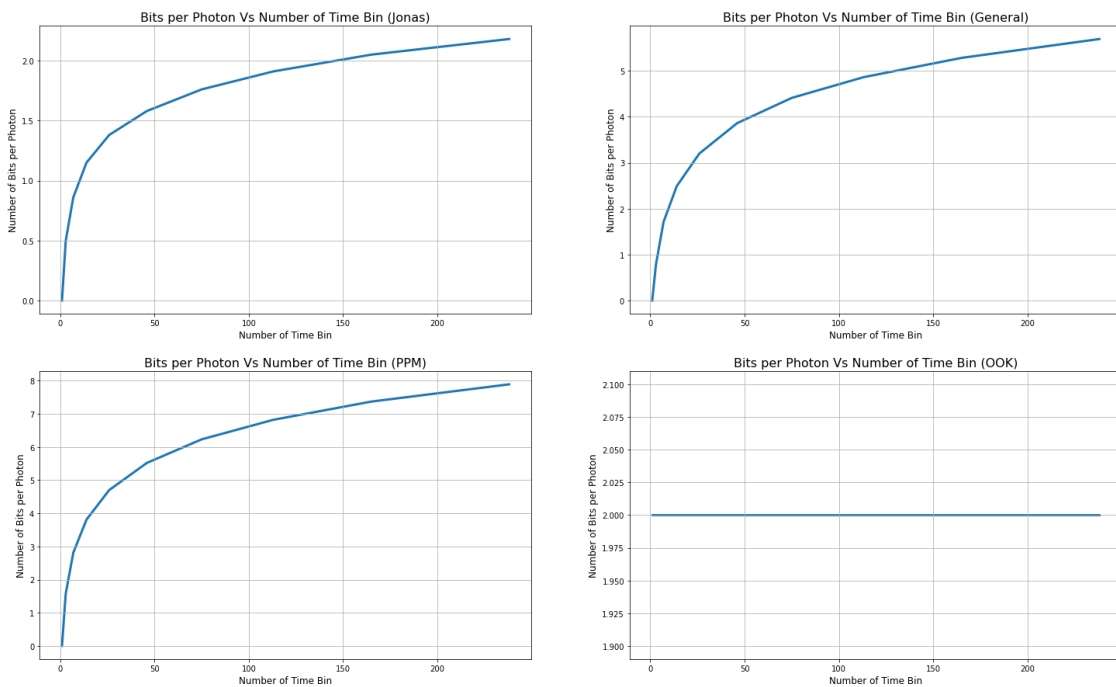 Bits per Photon Vs Number of Time Bin (Jonas)
Number of Bits per Photon
2.0
1.5
1.0
0.5
0.0
0 50 100 150 200
Number of Time Bin
Bits per Photon Vs Number of Time Bin (General)
Number of Bits per Photon
5
4
3
2
1
0
0 50 100 150 200
Number of Time Bin
Bits per Photon Vs Number of Time Bin (PPM)
Number of Bits per Photon
8
7
6
5
4
3
2
1
0
0 50 100 150 200
Number of Time Bin
Bits per Photon Vs Number of Time Bin (OOK)
Number of Bits per Photon
2.100
2.075
2.050
2.025
2.000
1.975
1.950
1.925
1.900
0 50 100 150 200
Number of Time Bin